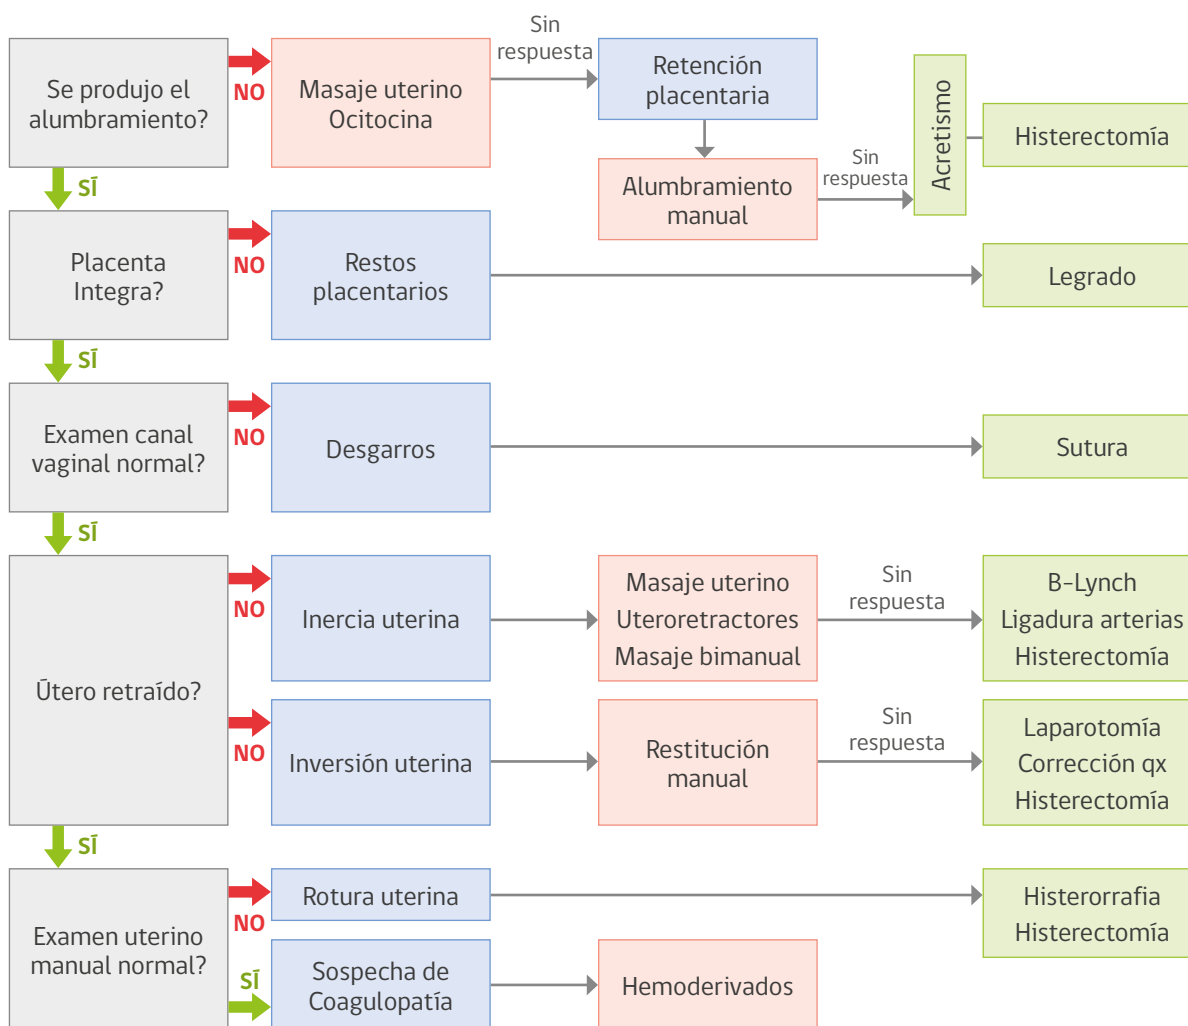 Se produjo el
alumbramiento?
NO
Masaje uterino
Ocitocina
Sin
respuesta
Retención
placentaria
Alumbramiento
manual
Sin
respuesta
Acretismo
Histerectomía
SÍ
Placenta
Integra?
NO
Restos
placentarios
Legrado
SÍ
Examen canal
vaginal normal?
NO
Desgarros
Sutura
SÍ
Útero retraído?
NO
Inercia uterina
Masaje uterino
Uteroretractores
Masaje bimanual
Sin
respuesta
B-Lynch
Ligadura arterias
Histerectomía
NO
Inversión uterina
Restitución
manual
Sin
respuesta
Laparotomía
Corrección qx
Histerectomía
SÍ
Examen uterino
manual normal?
NO
Rotura uterina
Histerorrafia
Histerectomía
SÍ
Sospecha de
Coagulopatía
Hemoderivados